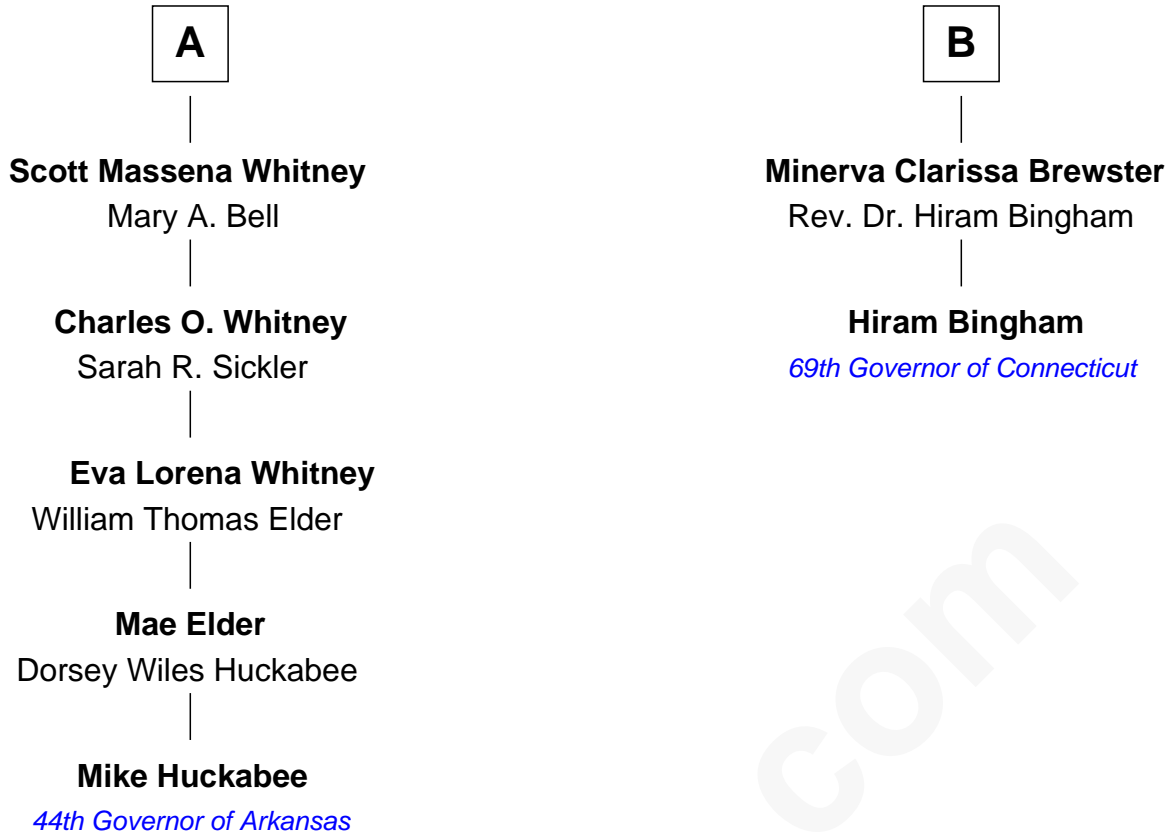 A
Scott Massena Whitney
Mary A. Bell
Charles O. Whitney
Sarah R. Sickler
Eva Lorena Whitney
William Thomas Elder
Mae Elder
Dorsey Wiles Huckabee
Mike Huckabee
44th Governor of Arkansas
B
Minerva Clarissa Brewster
Rev. Dr. Hiram Bingham
Hiram Bingham
69th Governor of Connecticut
com